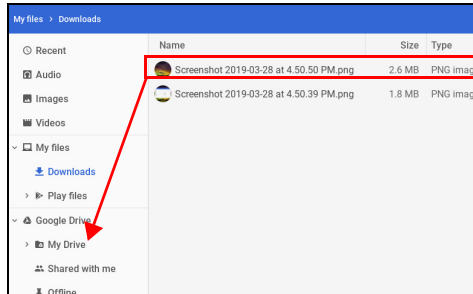 My files > Downloads
Recent
Audio
Images
Videos
My files
Downloads
Play files
Google Drive
My Drive
Shared with me
Offline
Name Size Type
Screenshot 2019-03-28 at 4.50.50 PM.png 2.6 MB PNG imag
Screenshot 2019-03-28 at 4.50.39 PM.png 1.8 MB PNG imag